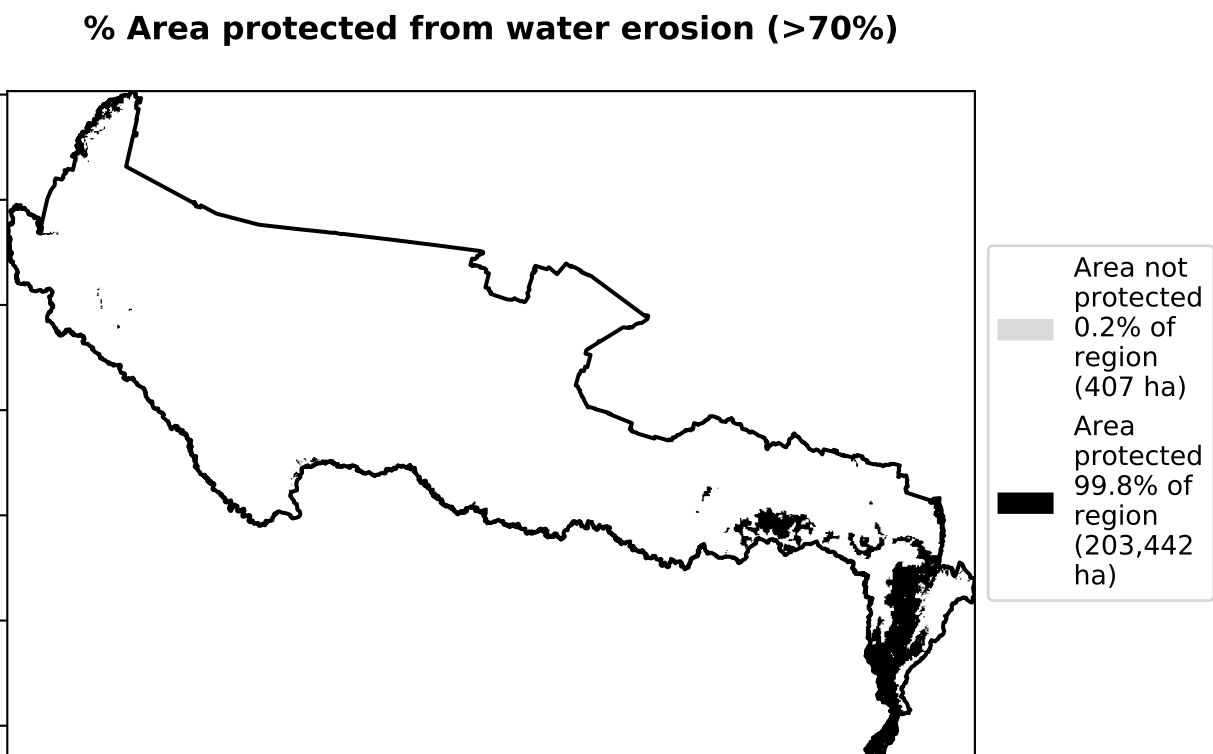 % Area protected from water erosion (>70%)
Area not
protected
0.2% of
region
(407 ha)
Area
protected
99.8% of
region
(203,442
ha)